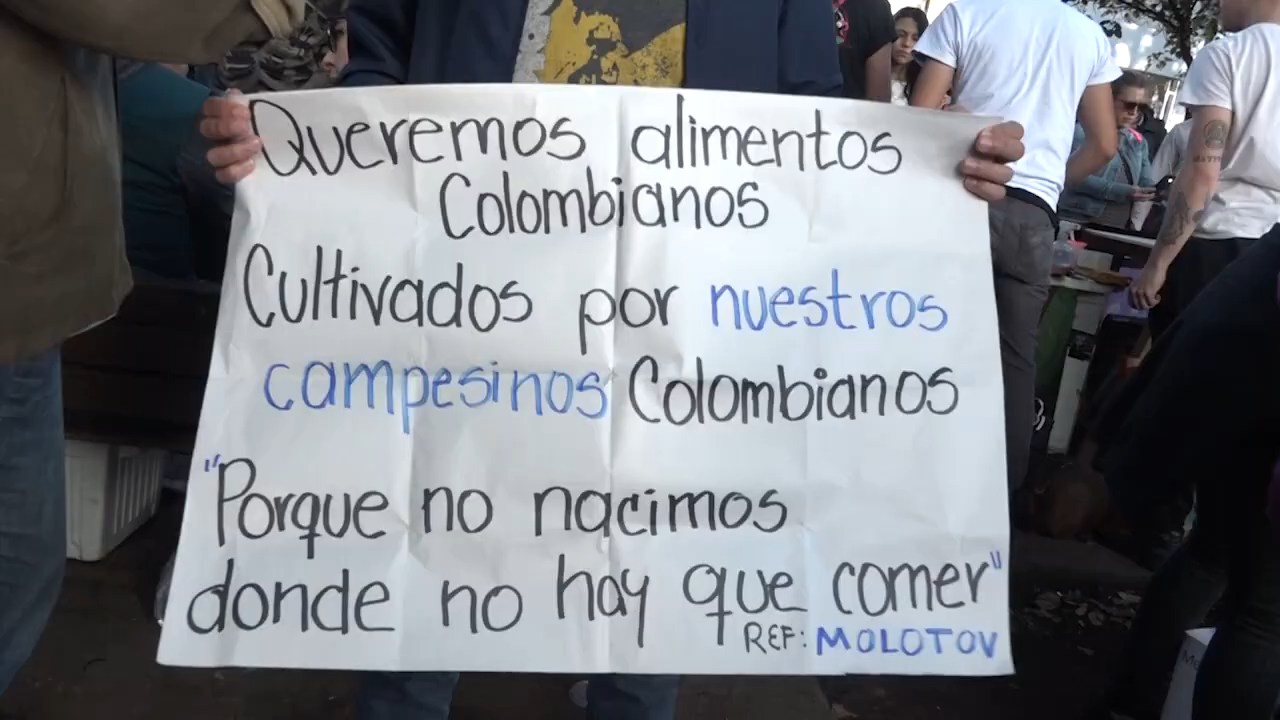 Queremos alimentos
Colombianos
Cultivados por nuestros
campesinos Colombianos
"Porque no nacimos
donde no hay que comer"
REF: MOLOTOV